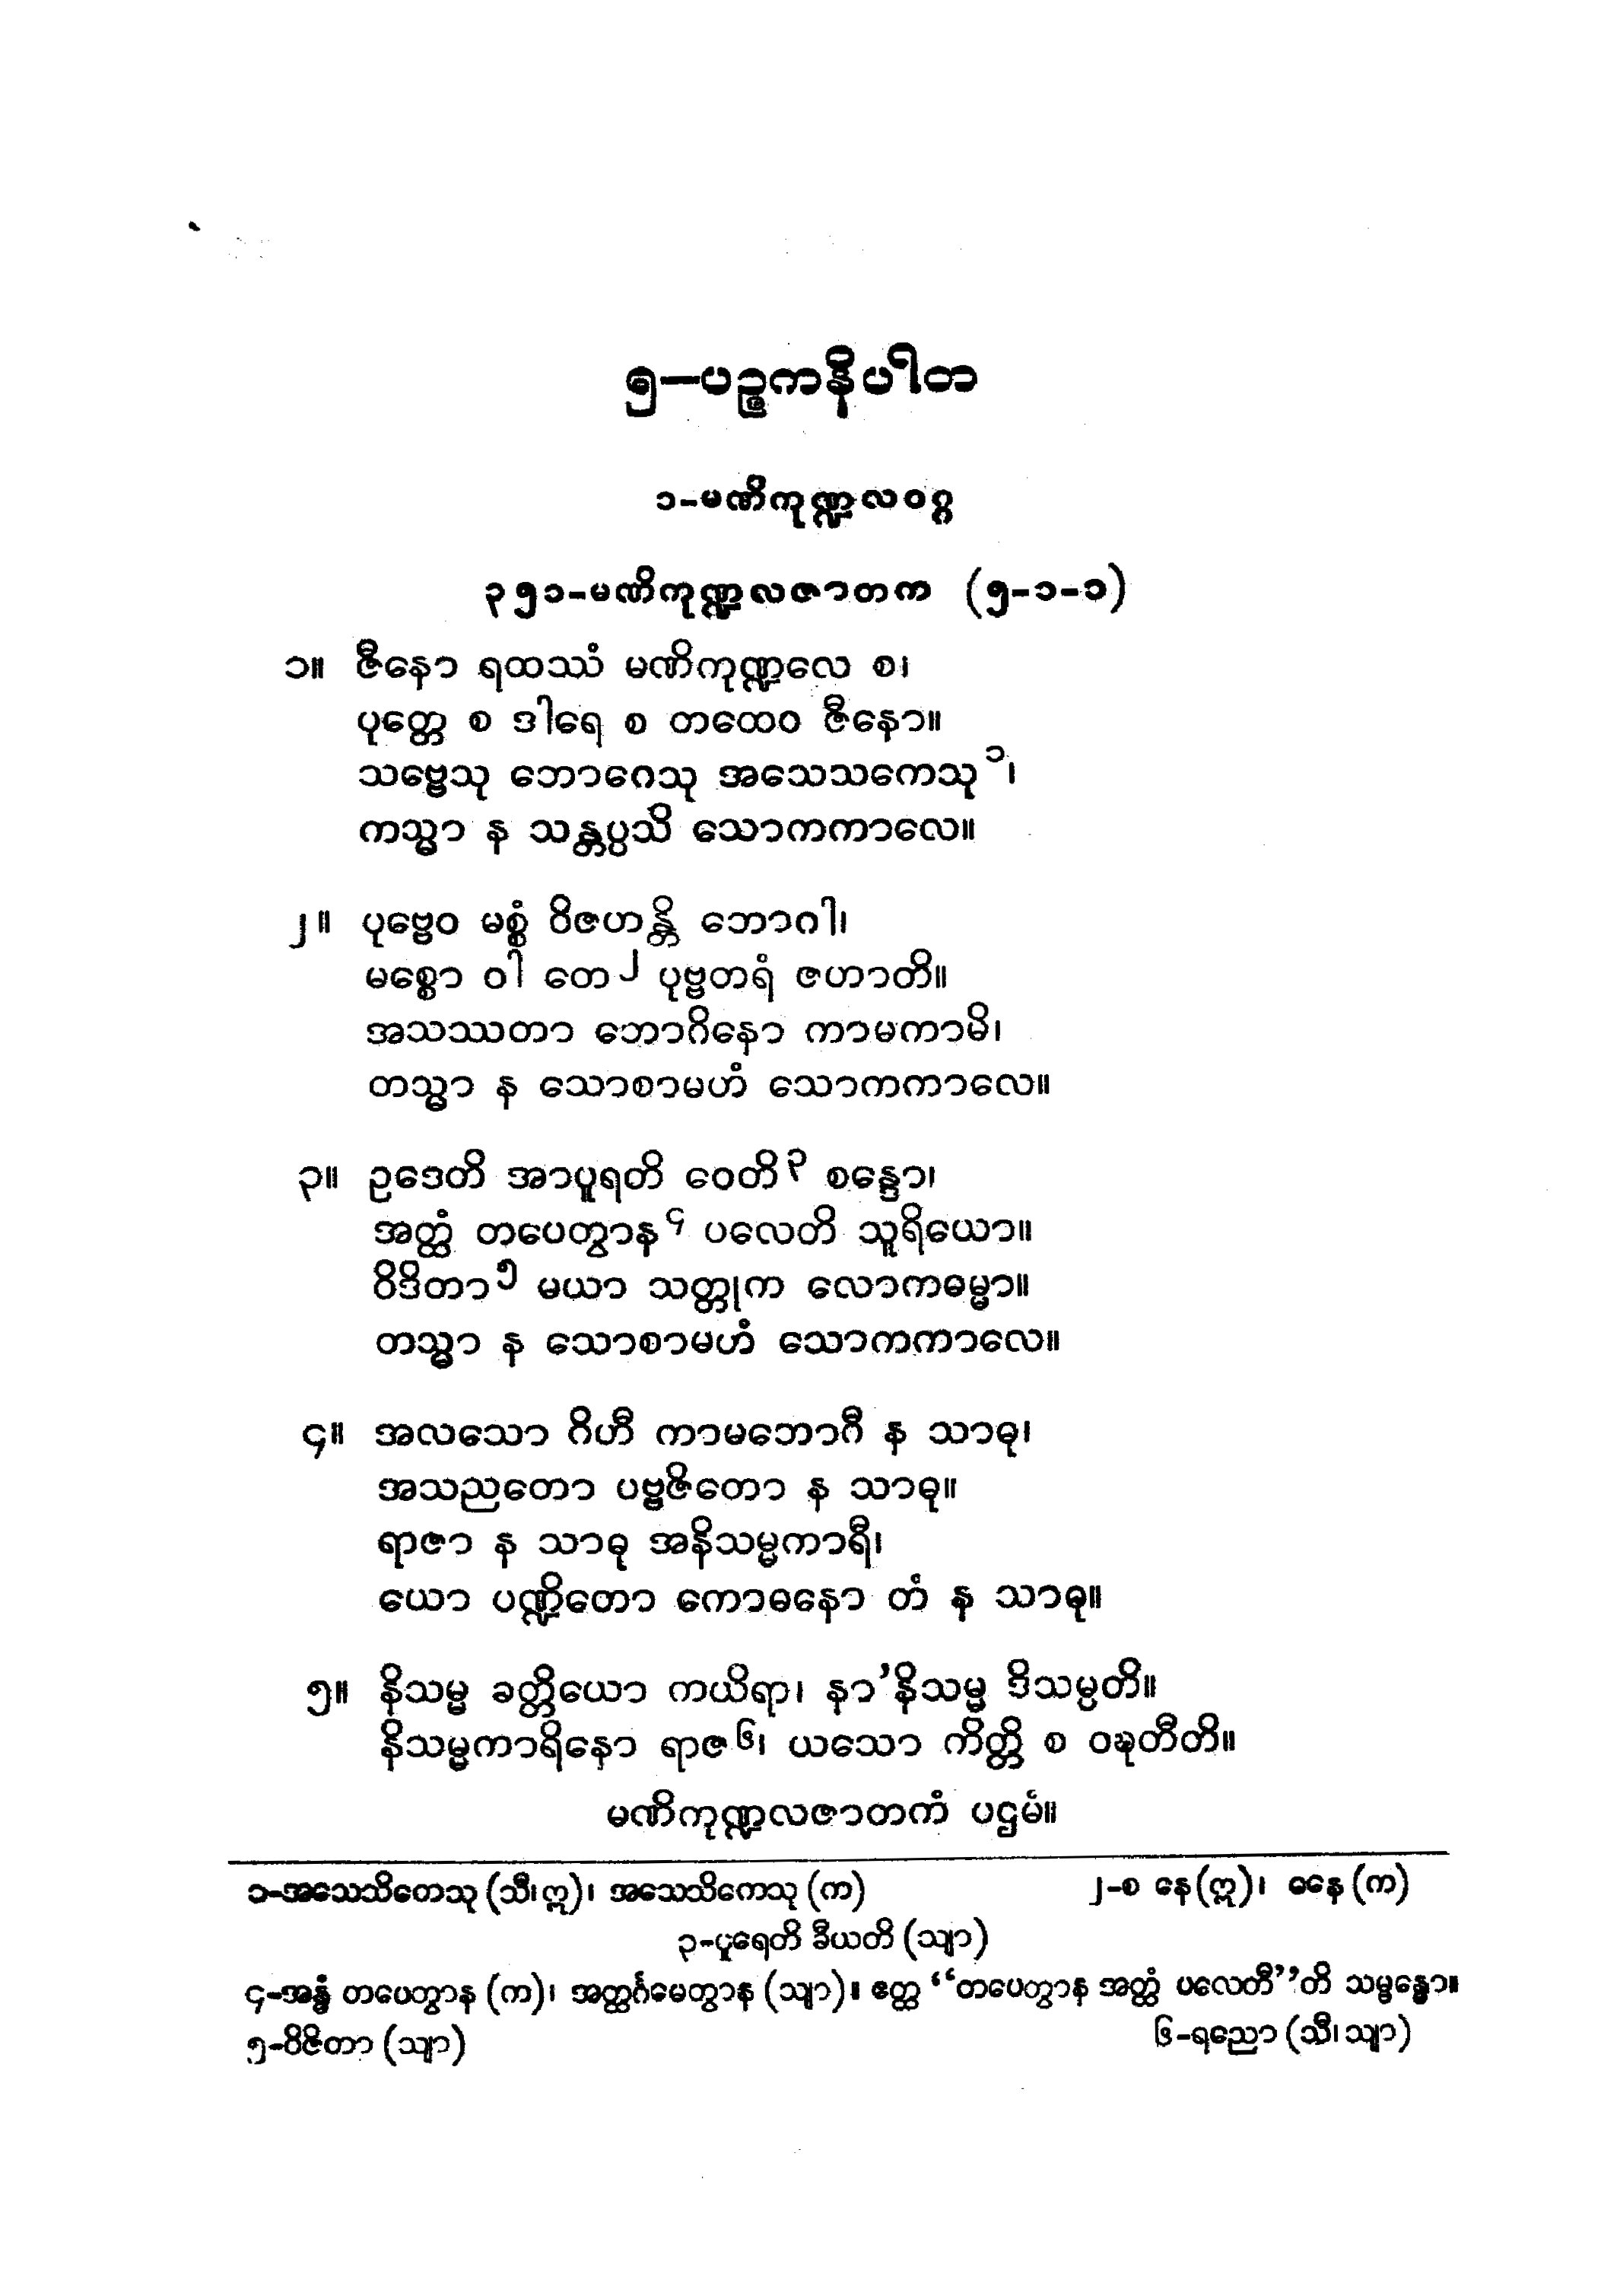 ၅—ပဉ္စကနိပါတ
၁-မဏိကုဏ္ဍလဝဂ္ဂ
၃၅၁-မဏိကုဏ္ဍလဇာတက (၅-၁-၁)
၁။ ဇီနော ရထဿံ မဏိကုဏ္ဍလေ စ၊
ပုတ္တေ စ ဒါရေ စ တထေဝ ဇီနော။
သဗ္ဗေသု ဘောဂေသု အသေသကေသု၁၊
ကသ္မာ န သန္တပ္ပသိ သောကကာလေ။
၂။ ပုဗ္ဗေဝ မစ္စံ ဝိဇဟန္တိ ဘောဂါ၊
မစ္စော ဝါ တေ၂ ပုဗ္ဗတရံ ဇဟာတိ။
အသဿတာ ဘောဂိနော ကာမကာမိ၊
တသ္မာ န သောစာမဟံ သောကကာလေ။
၃။ ဥဒေတိ အာပူရတိ ဝေတိ၃ စန္ဒော၊
အတ္ထံ တပေတွာန၄ ပလေတိ သူရိယော။
ဝိဒိတာ၅ မယာ သတ္တုက လောကဓမ္မာ။
တသ္မာ န သောစာမဟံ သောကကာလေ။
၄။ အလသော ဂိဟီ ကာမဘောဂီ န သာဓု၊
အသညတော ပဗ္ဗဇိတော န သာဓု။
ရာဇာ န သာဓု အနိသမ္မကာရီ၊
ယော ပဏ္ဍိတော ကောဓနော တံ န သာဓု။
၅။ နိသမ္မ ခတ္တိယော ကယိရာ၊ နာ’နိသမ္မ ဒိသမ္ပတိ။
နိသမ္မကာရိနော ရာဇ၆၊ ယသော ကိတ္တိ စ ဝဍ္ဎတီတိ။
မဏိကုဏ္ဍလဇာတကံ ပဌမံ။
၁-အသေသိတေသု (သီ၊ ဣ)၊ အသေသိကေသု (က) ၂-စ နေ (ဣ)၊ ဓနေ (က)
၃-ပူရေတိ ခီယတိ (သျာ)
၄-အန္ဓံ တပေတွာန (က)၊ အတ္ထင်္ဂမေတွာန (သျာ)။ ဧတ္ထ “တပေတွာန အတ္ထံ ပလေတီ”တိ သမ္ဗန္ဓော။
၅-ဝိဇိတာ (သျာ) ၆-ရညော (သီ၊ သျာ)